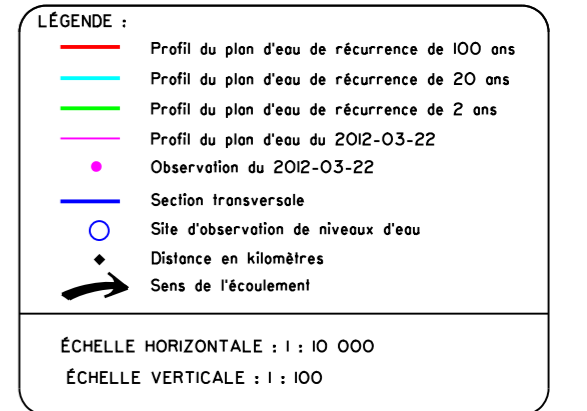 LÉGENDE :
Profil du plan d'eau de récurrence de 100 ans
Profil du plan d'eau de récurrence de 20 ans
Profil du plan d'eau de récurrence de 2 ans
Profil du plan d'eau du 2012-03-22
Observation du 2012-03-22
Section transversale
Site d'observation de niveaux d'eau
Distance en kilomètres
Sens de l'écoulement
ÉCHELLE HORIZONTALE : 1 : 10 000
ÉCHELLE VERTICALE : 1 : 100